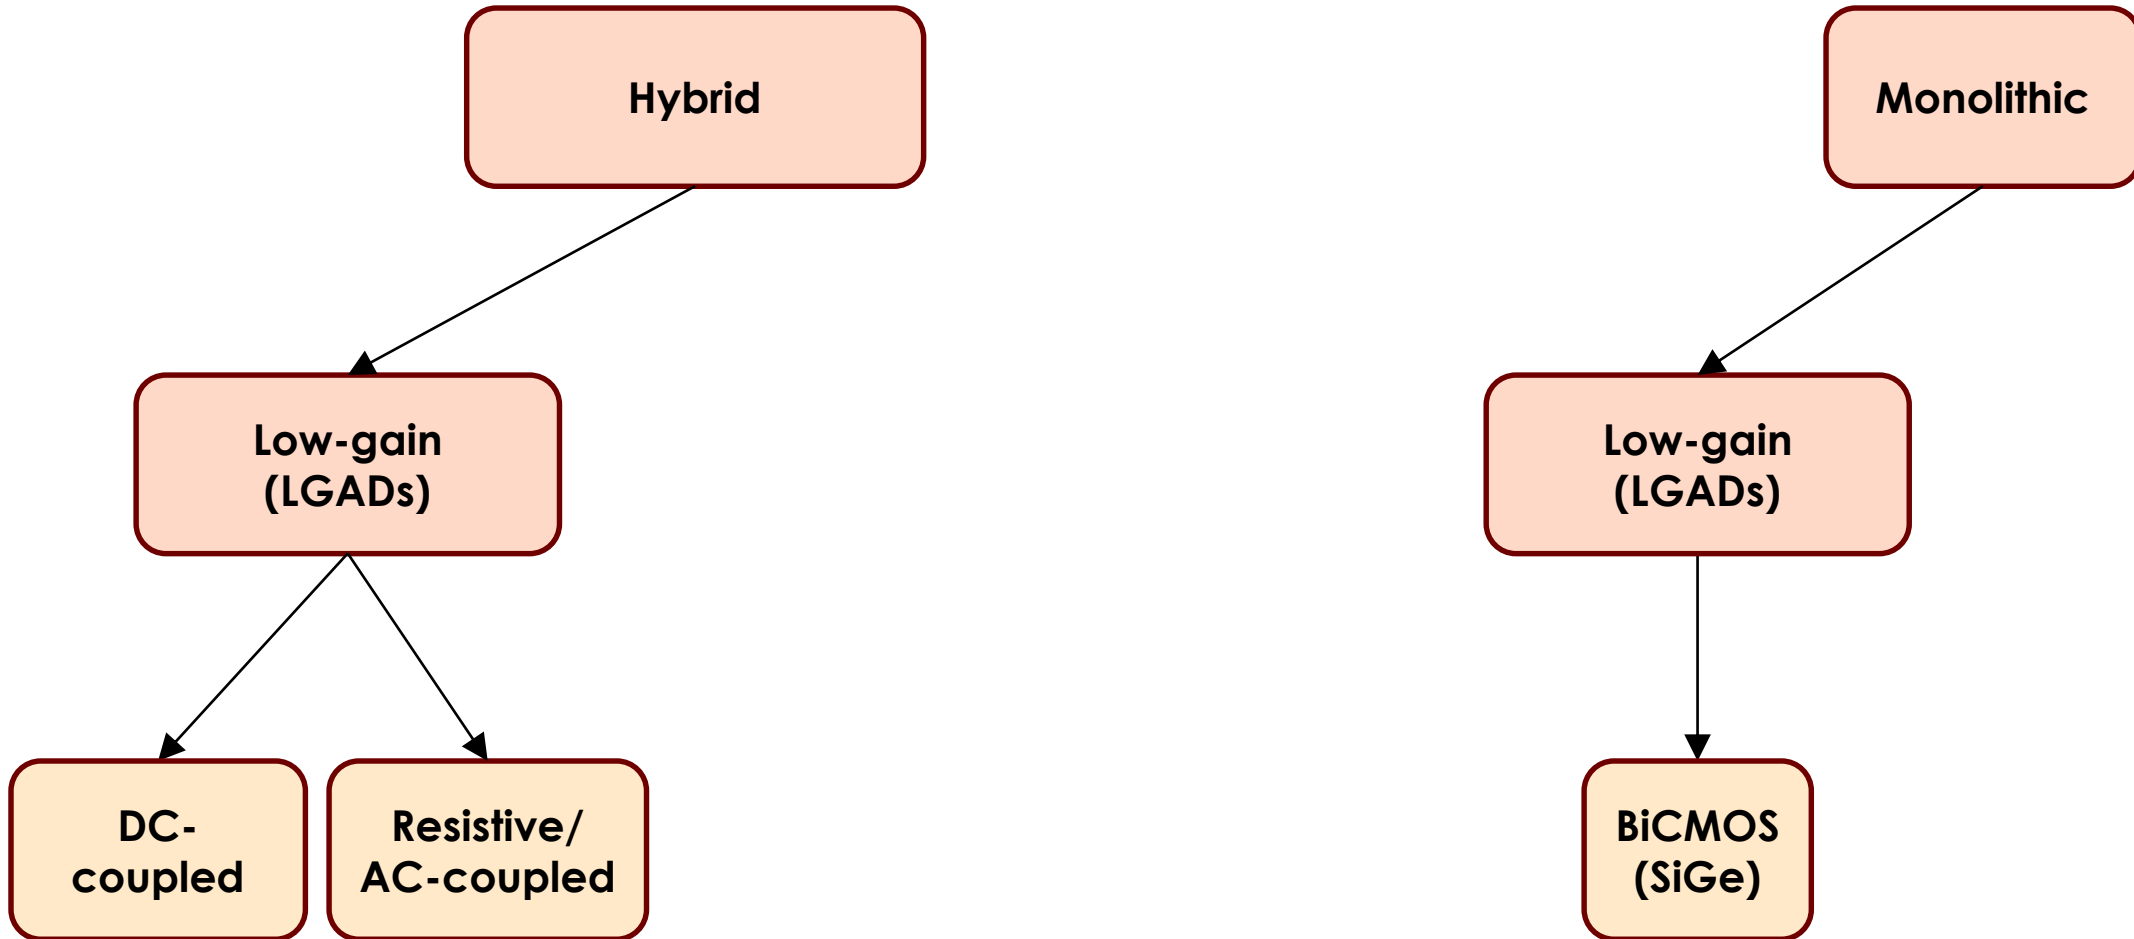 Hybrid
Monolithic
Low-gain
(LGADs)
Low-gain
(LGADs)
DC-
coupled
Resistive/
AC-coupled
BiCMOS
(SiGe)